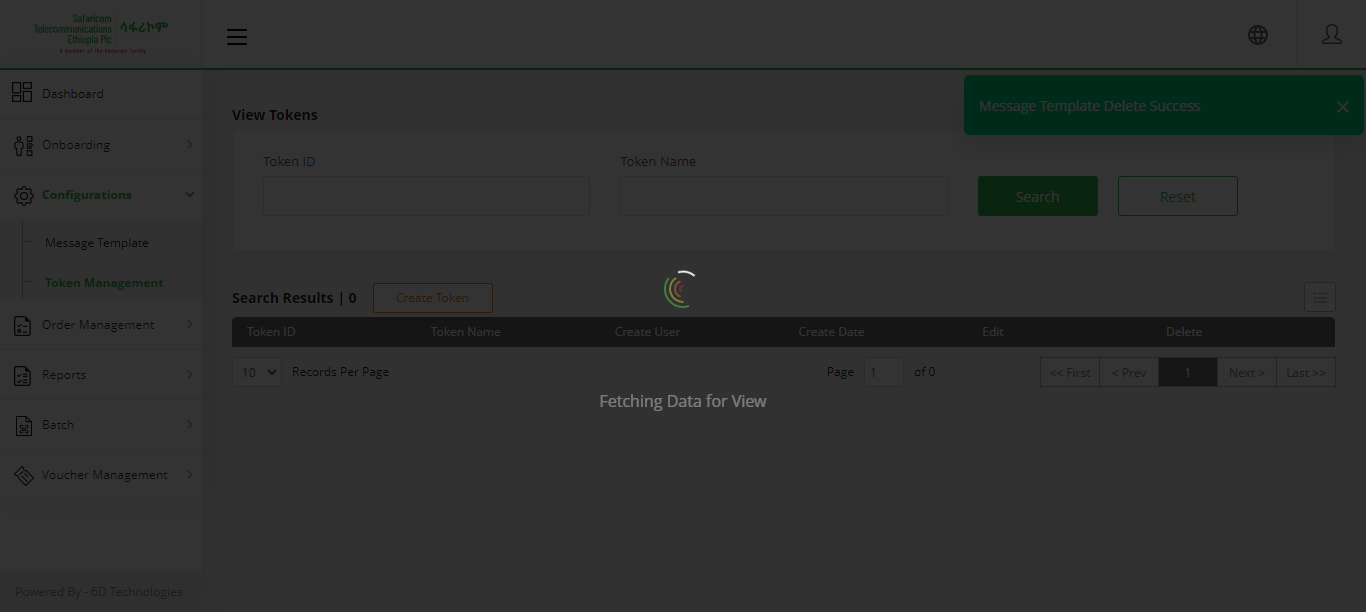 Safaricom
Telecommunications
Ethiopia Plc
ሳፋሪኮም
A member of the Vodacom family
Message Template Delete Success
Dashboard
Onboarding
Configurations
Message Template
Token Management
Order Management
Reports
Batch
Voucher Management
Powered By - 6D Technologies
View Tokens
Token ID Token Name
Search Reset
Search Results | 0 Create Token
Token ID Token Name Create User Create Date Edit Delete
10 Records Per Page Page 1 of 0 << First < Prev 1 Next > Last >>
Fetching Data for View